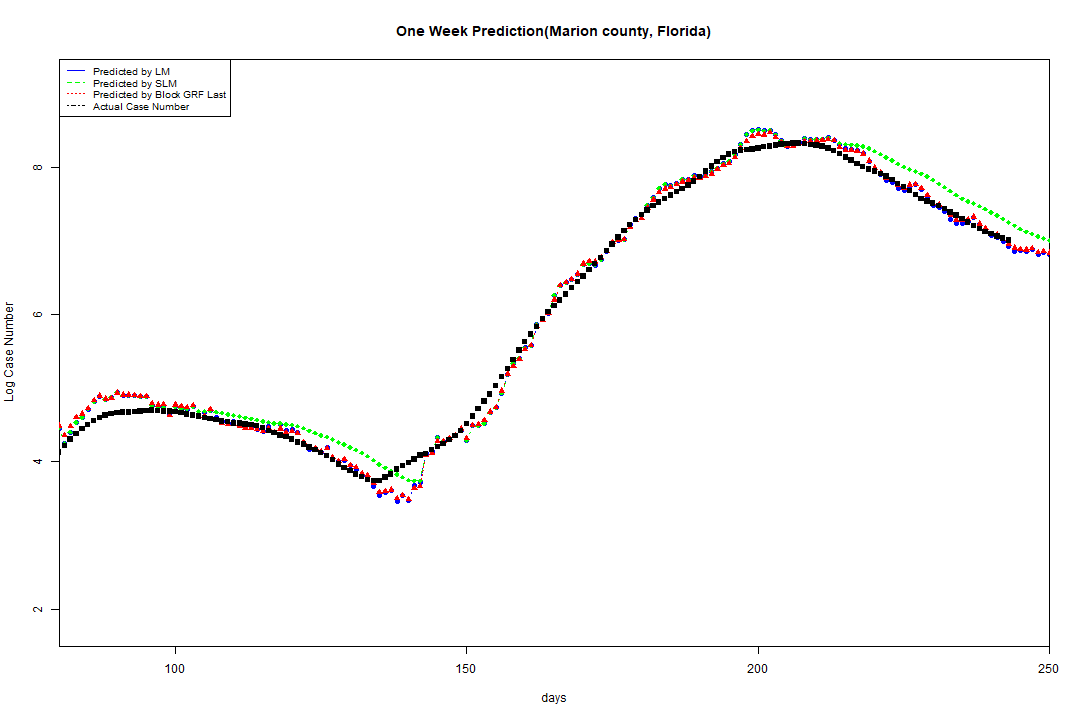 One Week Prediction(Marion county, Florida)
Predicted by LM
Predicted by SLM
Predicted by Block GRF Last
Actual Case Number
Log Case Number
8
6
4
2
100
150
200
250
days